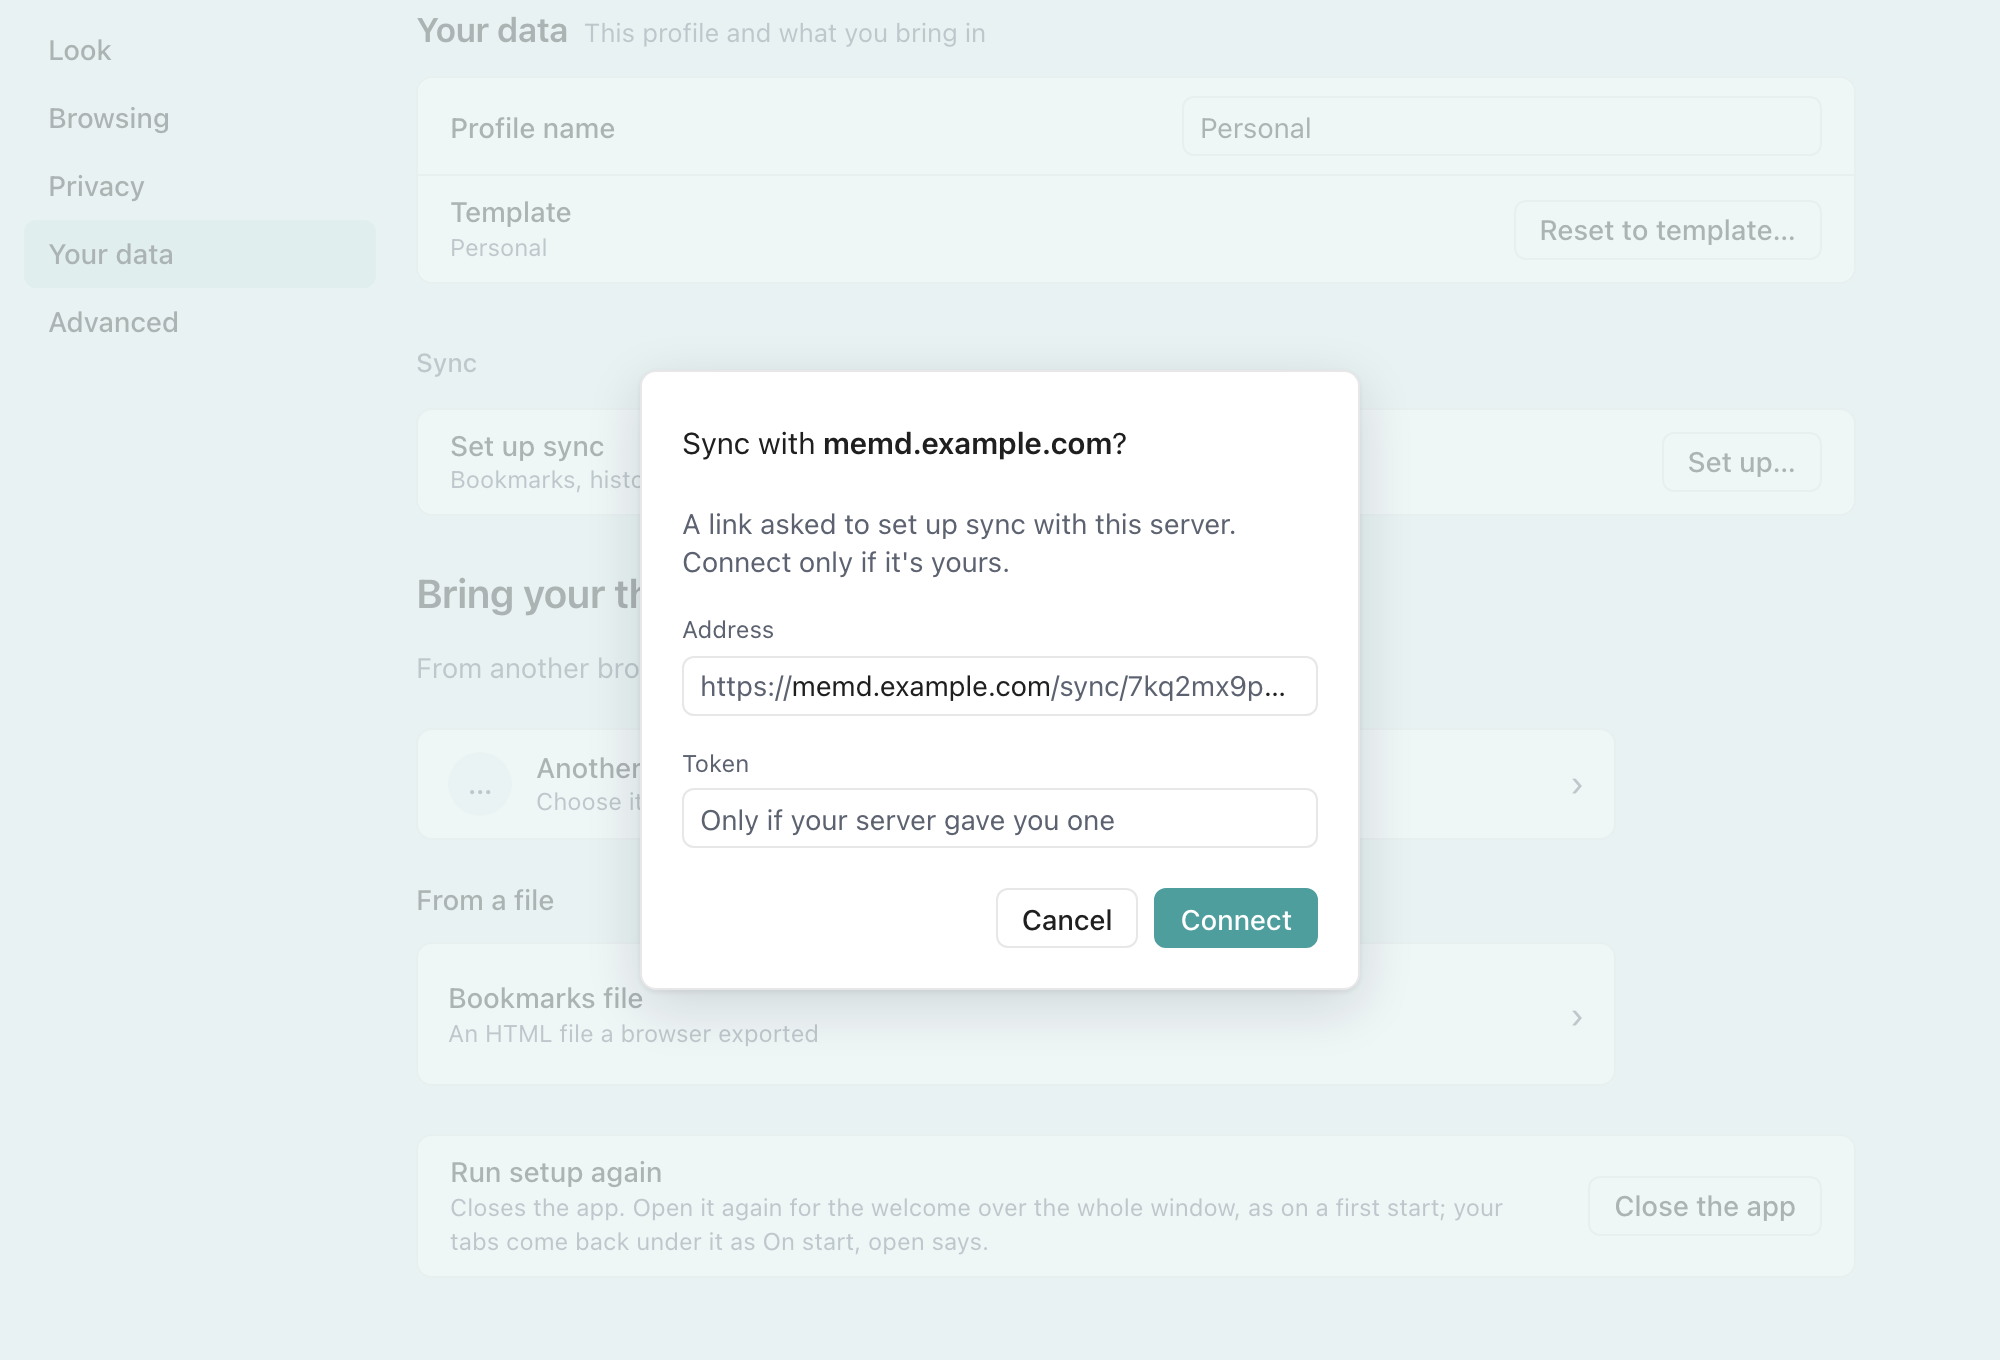 Look
Browsing
Privacy
Your data
Advanced
Your data This profile and what you bring in
Profile name
Personal
Template
Personal
Reset to template...
Sync
Set up sync
Bookmarks,
Set up...
Bring your
From another
...
Another
Choose
From a file
Bookmarks file
An HTML file a browser exported
Run setup again
Closes the app. Open it again for the welcome over the whole window, as on a first start; your
tabs come back under it as On start, open says.
Close the app
Sync with memd.example.com?
A link asked to set up sync with this server.
Connect only if it's yours.
Address
https://memd.example.com/sync/7kq2mx9p...
Token
Only if your server gave you one
Cancel
Connect